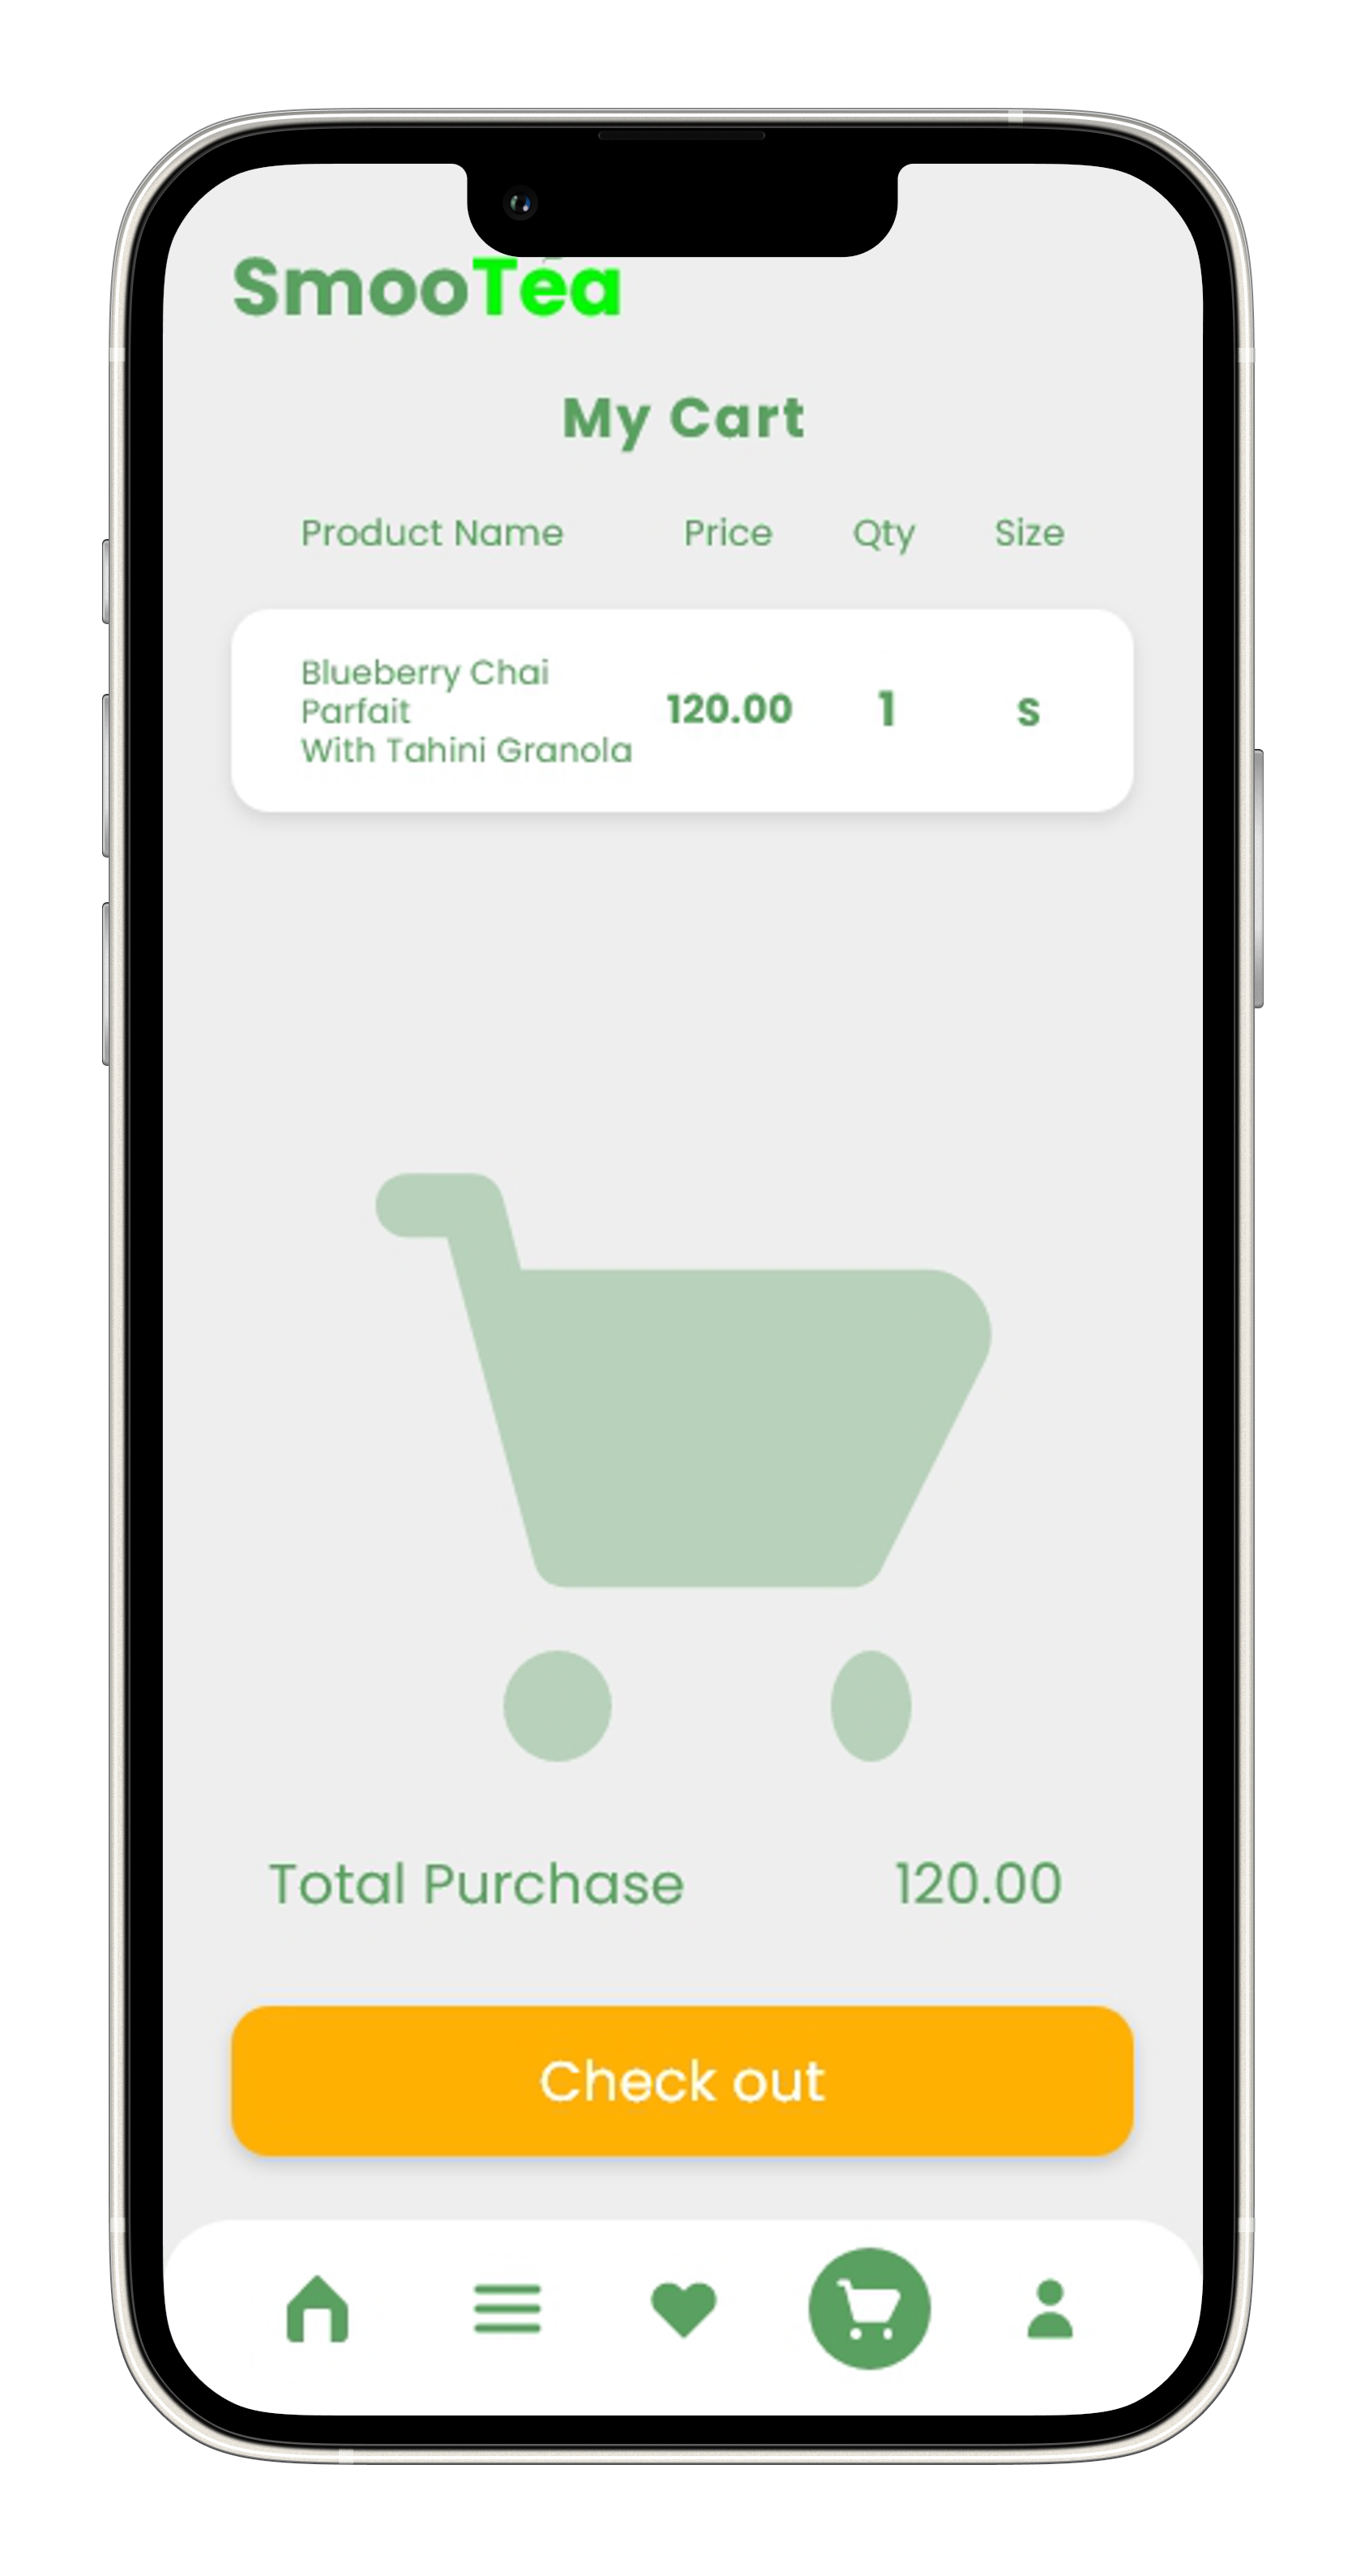 SmooTea
My Cart
Product Name Price Qty Size
Blueberry Chai
Parfait
With Tahini Granola
120.00 1 S
Total Purchase 120.00
Check out